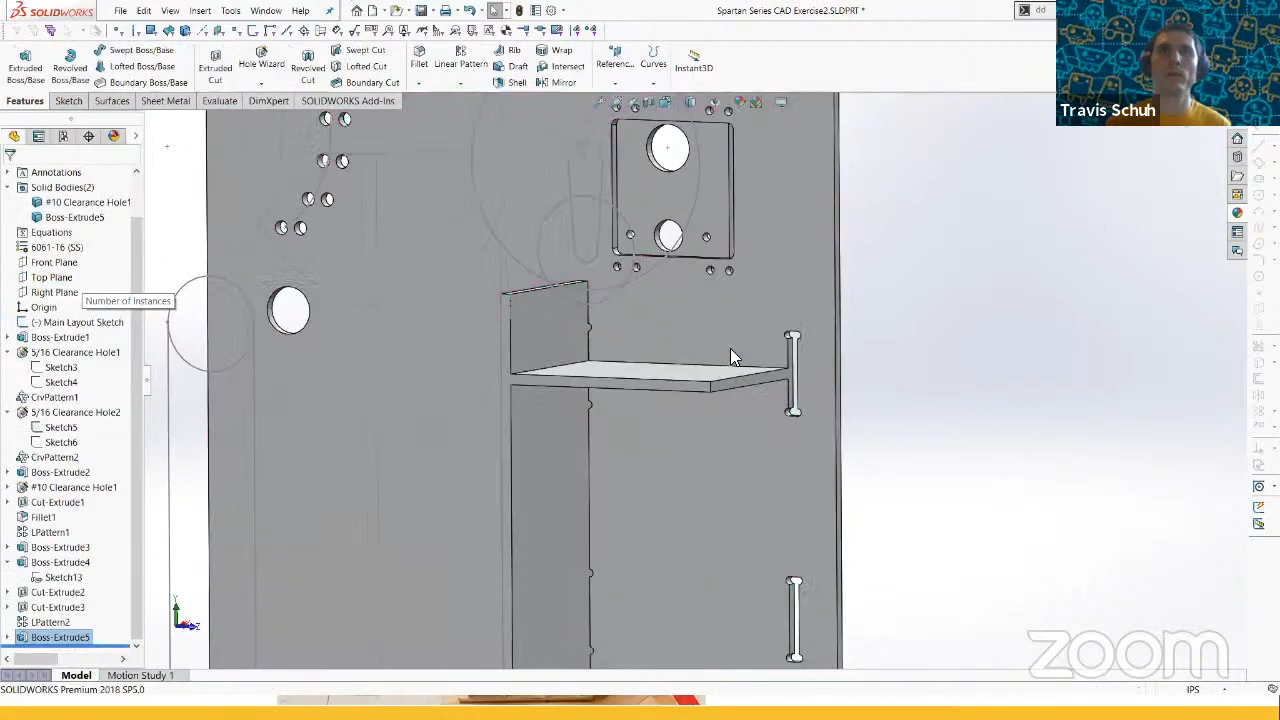 SOLIDWORKS File Edit View Insert Tools Window Help Spartan Series CAD Exercise2.SLDPRT * dd
Extruded Boss/Base
Revolved Boss/Base
Swept Boss/Base
Lofted Boss/Base
Boundary Boss/Base
Extruded Cut
Hole Wizard
Revolved Cut
Swept Cut
Lofted Cut
Boundary Cut
Fillet
Linear Pattern
Rib
Draft
Shell
Wrap
Intersect
Mirror
Referenc...
Curves
Instant3D
Features Sketch Surfaces Sheet Metal Evaluate DimXpert SOLIDWORKS Add-Ins
Travis Schuh
Annotations
Solid Bodies(2)
#10 Clearance Hole1
Boss-Extrude5
Equations
6061-T6 (SS)
Front Plane
Top Plane
Right Plane
Number of Instances
Origin
(-) Main Layout Sketch
Boss-Extrude1
5/16 Clearance Hole1
Sketch3
Sketch4
CrvPattern1
5/16 Clearance Hole2
Sketch5
Sketch6
CrvPattern2
Boss-Extrude2
#10 Clearance Hole1
Cut-Extrude1
Fillet1
LPattern1
Boss-Extrude3
Boss-Extrude4
Sketch13
Cut-Extrude2
Cut-Extrude3
LPattern2
Boss-Extrude5
Y
Z
zoom
Model Motion Study 1
SOLIDWORKS Premium 2018 SP5.0 IPS